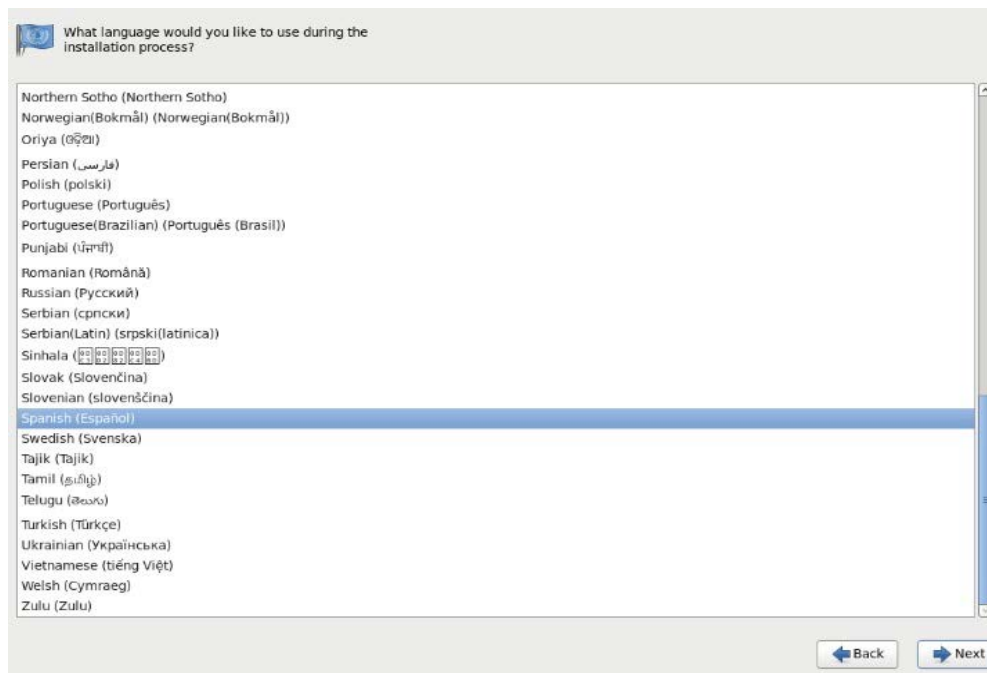 What language would you like to use during the
installation process?
Northern Sotho (Northern Sotho)
Norwegian(Bokmål) (Norwegian(Bokmål))
Oriya (ଓଡ଼ିଆ)
Persian (فارسی)
Polish (polski)
Portuguese (Português)
Portuguese(Brazilian) (Português (Brasil))
Punjabi (ਪੰਜਾਬੀ)
Romanian (Română)
Russian (Русский)
Serbian (српски)
Serbian(Latin) (srpski(latinica))
Sinhala ()
Slovak (Slovenčina)
Slovenian (slovenščina)
Spanish (Español)
Swedish (Svenska)
Tajik (Tajik)
Tamil (தமிழ்)
Telugu (తెలుగు)
Turkish (Türkçe)
Ukrainian (Українська)
Vietnamese (tiếng Việt)
Welsh (Cymraeg)
Zulu (Zulu)
Back
Next